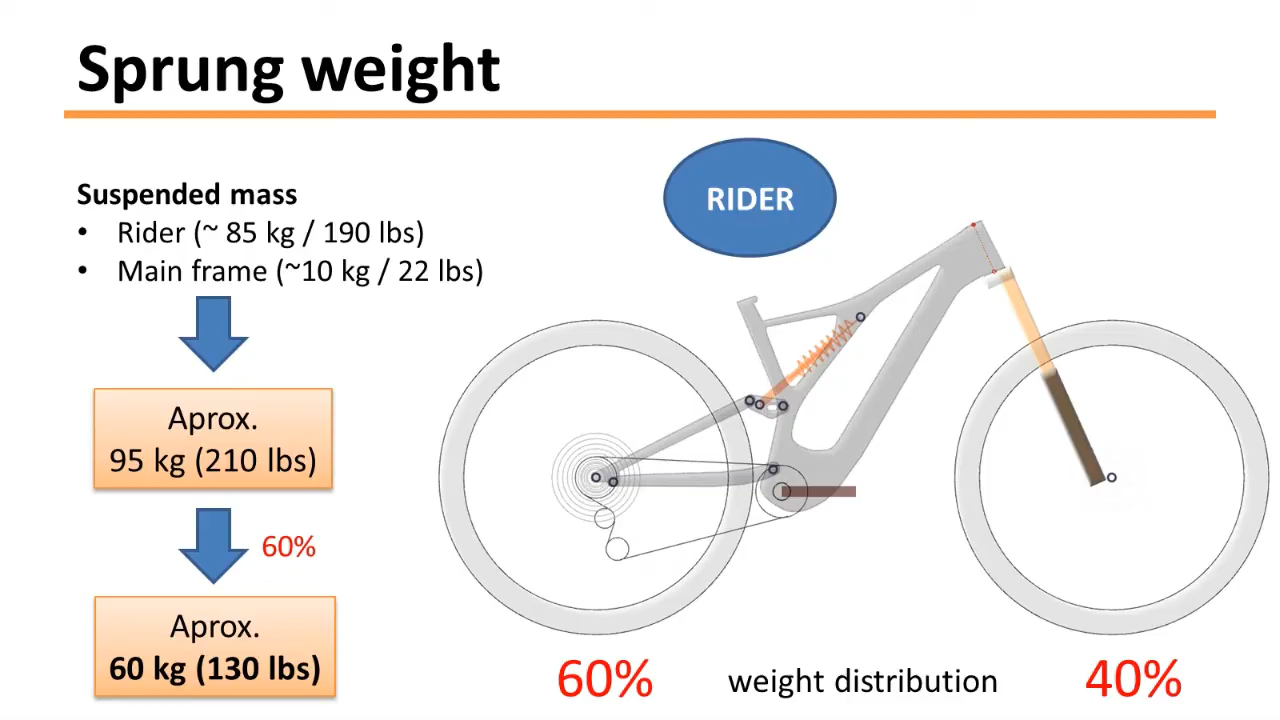 Sprung weight
Suspended mass
• Rider (~ 85 kg / 190 lbs)
• Main frame (~10 kg / 22 lbs)
Aprox.
95 kg (210 lbs)
60%
Aprox.
60 kg (130 lbs)
RIDER
60% weight distribution 40%